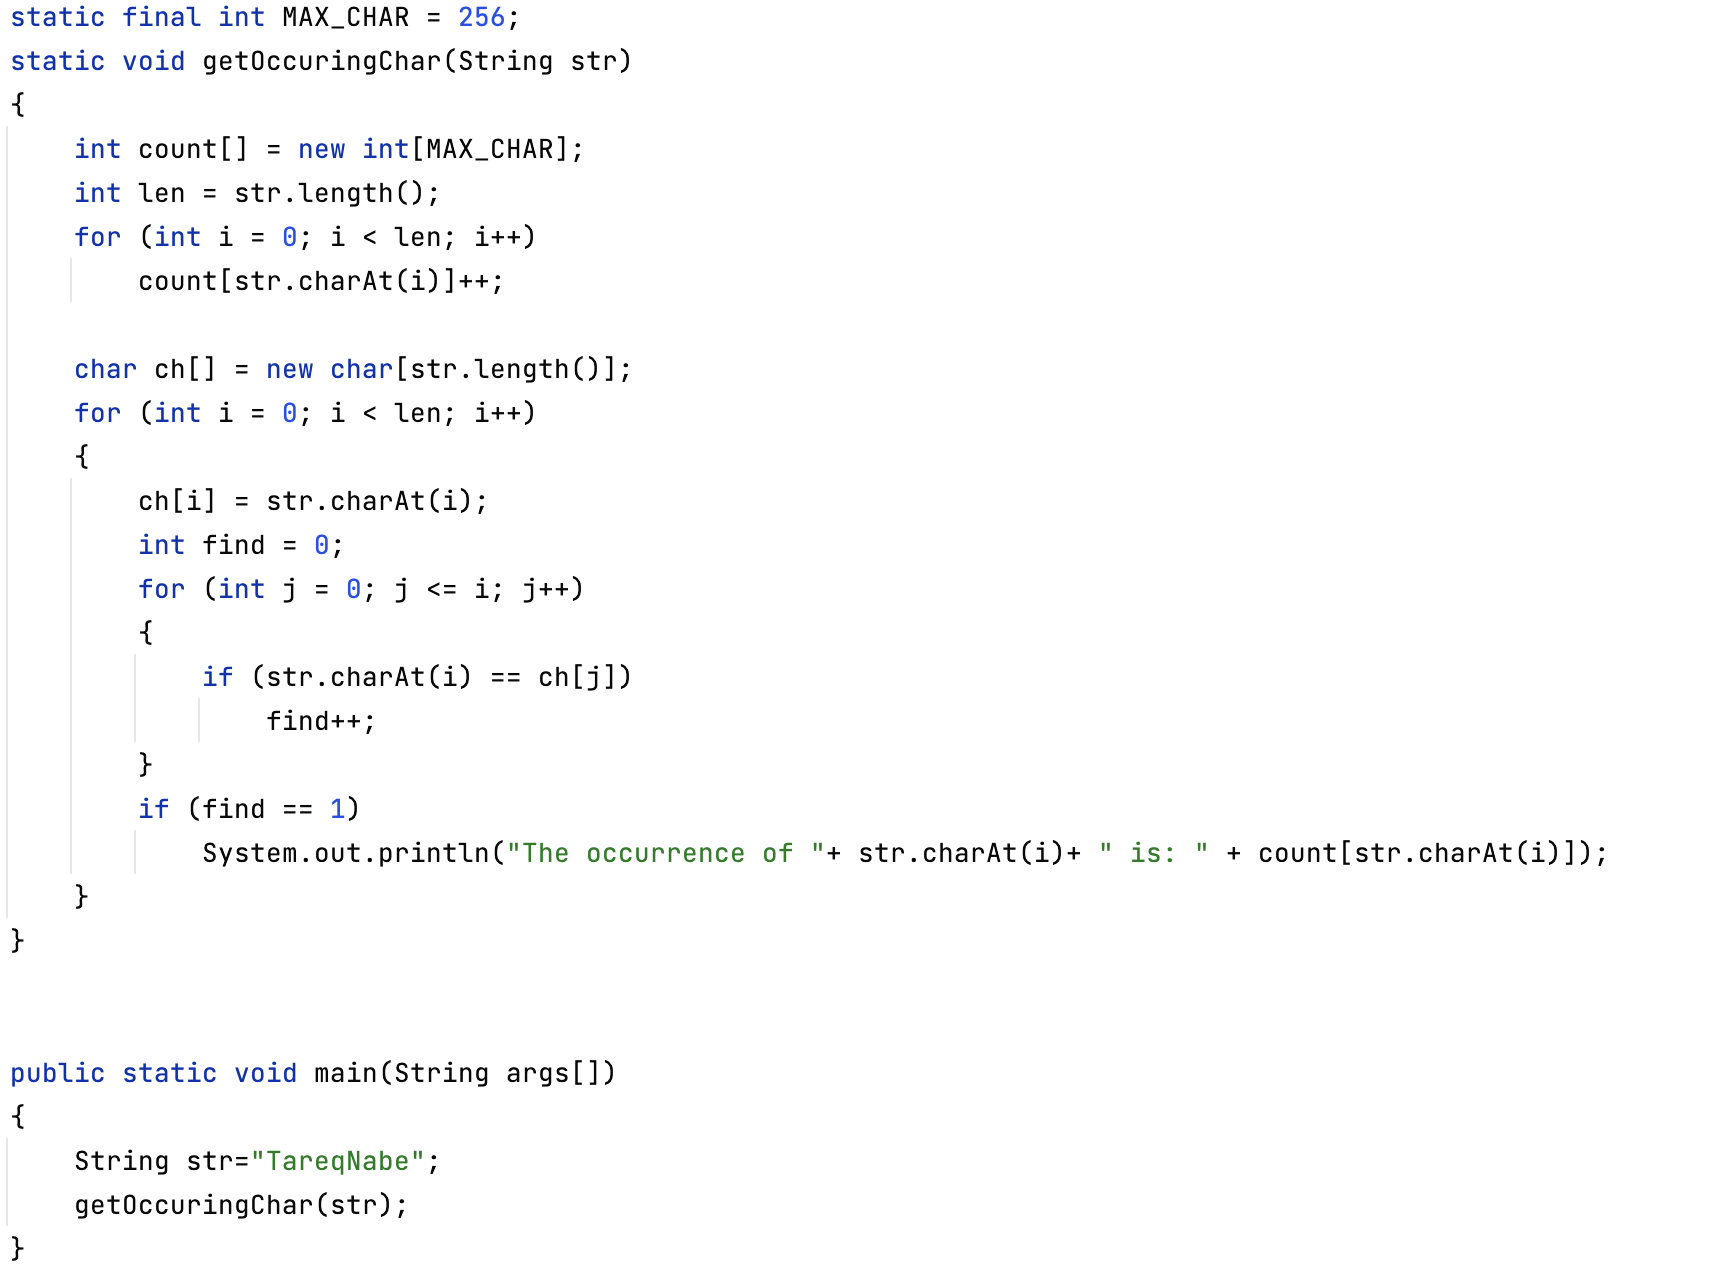 static final int MAX_CHAR = 256;
static void getOccuringChar(String str)
{
    int count[] = new int[MAX_CHAR];
    int len = str.length();
    for (int i = 0; i < len; i++)
        count[str.charAt(i)]++;

    char ch[] = new char[str.length()];
    for (int i = 0; i < len; i++)
    {
        ch[i] = str.charAt(i);
        int find = 0;
        for (int j = 0; j <= i; j++)
        {
            if (str.charAt(i) == ch[j])
                find++;
        }
        if (find == 1)
            System.out.println("The occurrence of "+ str.charAt(i)+ " is: " + count[str.charAt(i)]);
    }
}


public static void main(String args[])
{
    String str="TareqNabe";
    getOccuringChar(str);
}